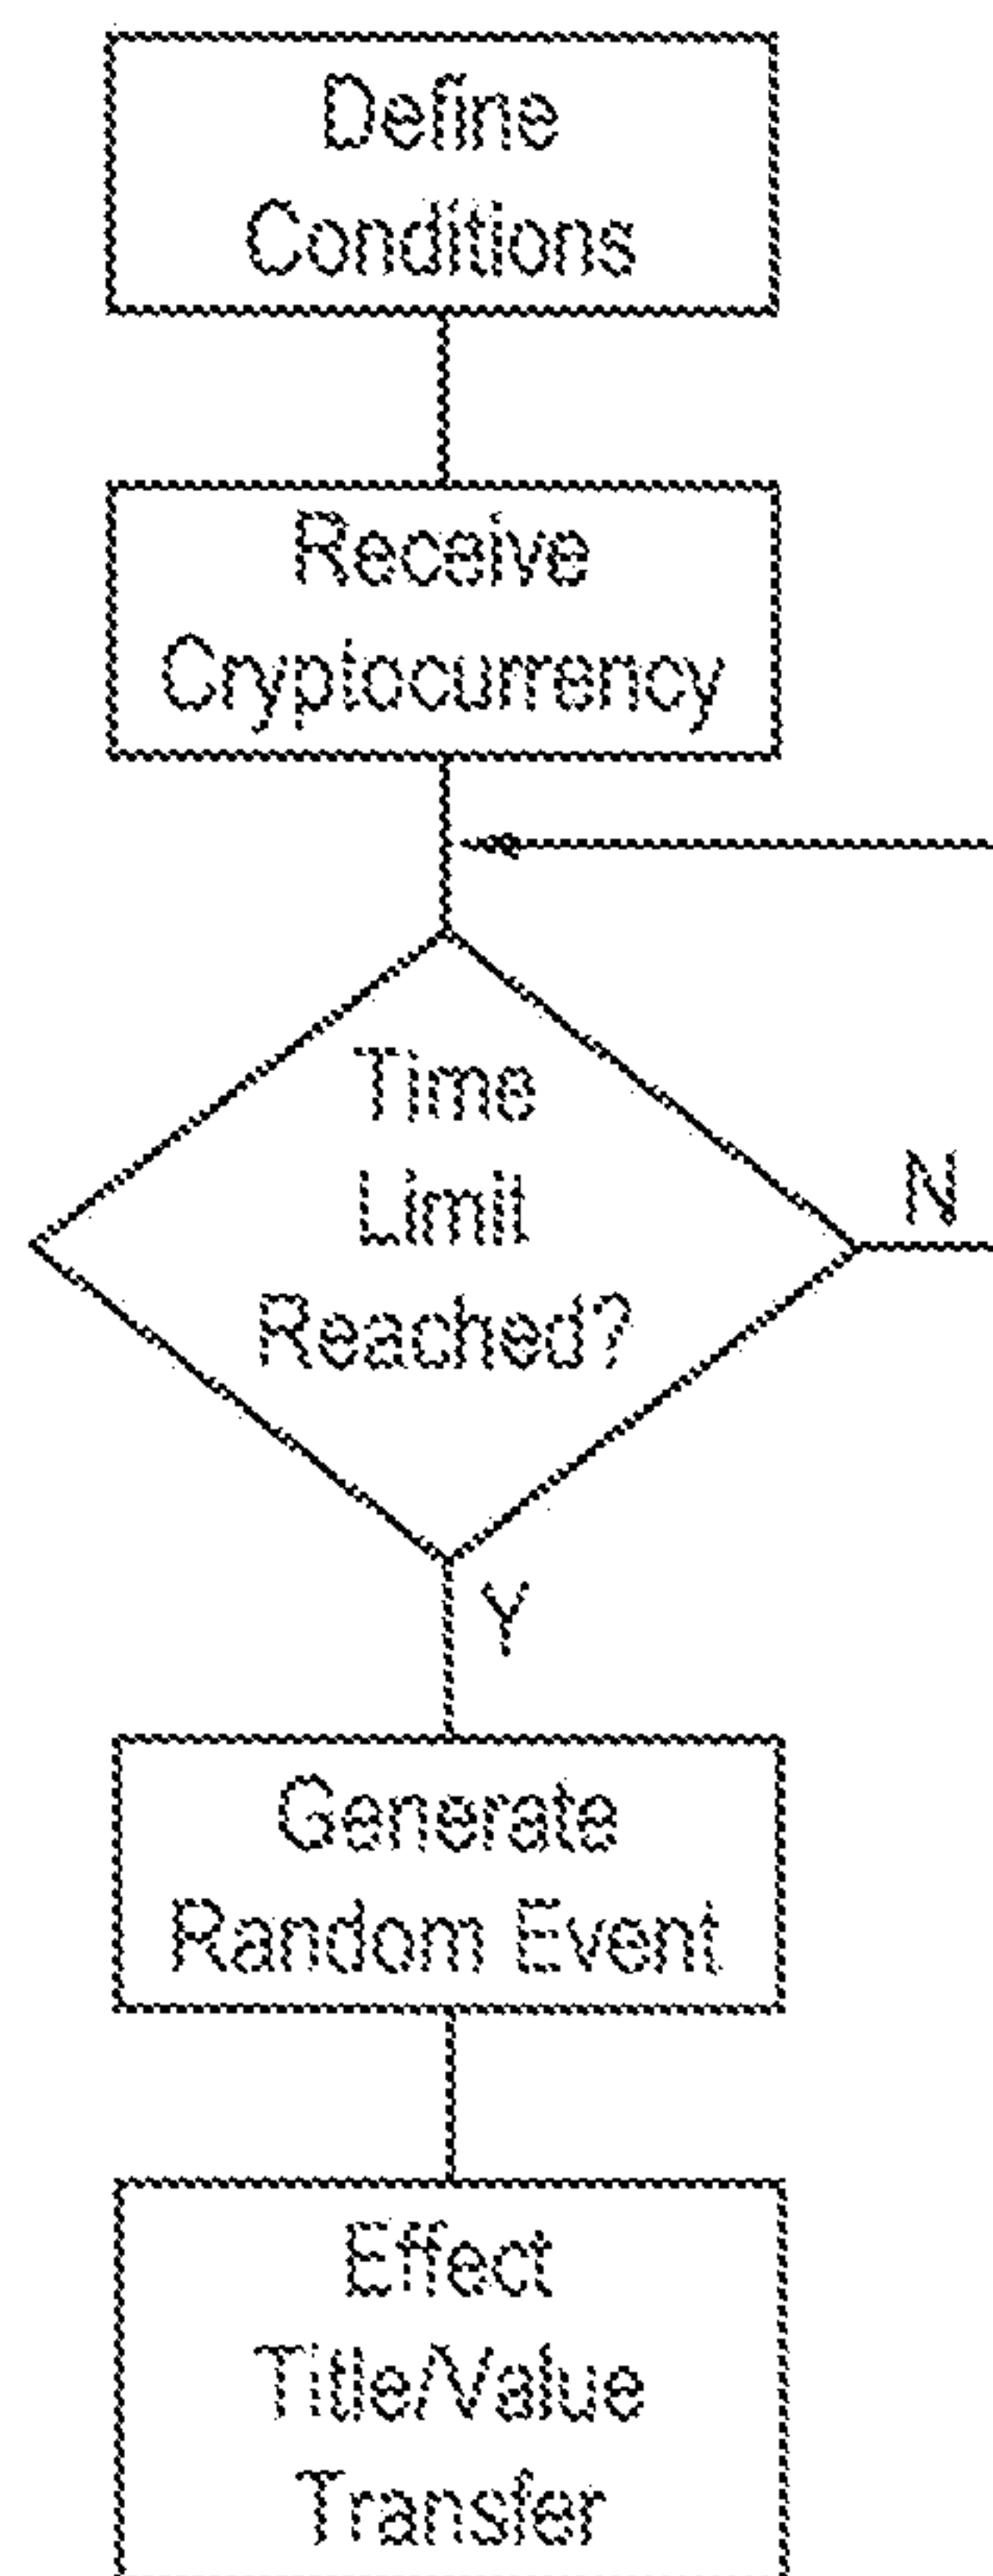 Define
Conditions
Receive
Cryptocurrency
Time
Limit
Reached?
N
Y
Generate
Random Event
Effect
Title/Value
Transfer